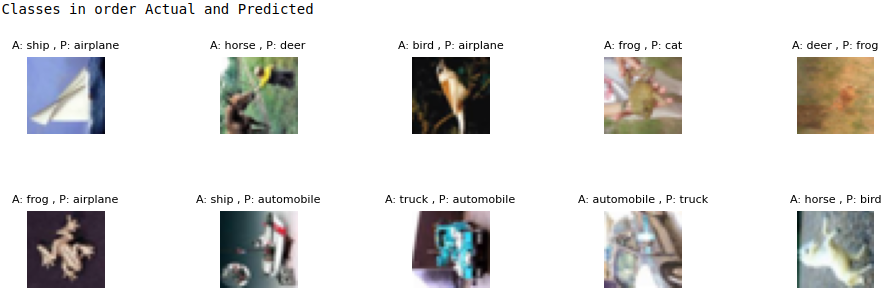 Classes in order Actual and Predicted
A: ship , P: airplane
A: horse , P: deer
A: bird , P: airplane
A: frog , P: cat
A: deer , P: frog
A: frog , P: airplane
A: ship , P: automobile
A: truck , P: automobile
A: automobile , P: truck
A: horse , P: bird